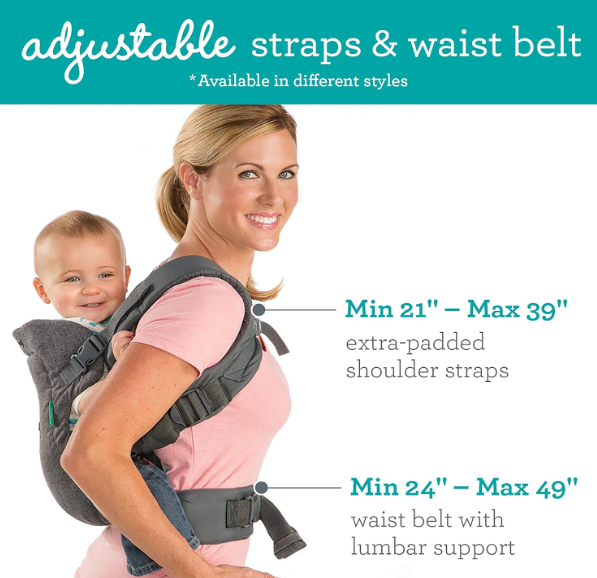 adjustable straps & waist belt
*Available in different styles
Min 21" – Max 39"
extra-padded
shoulder straps
Min 24" – Max 49"
waist belt with
lumbar support